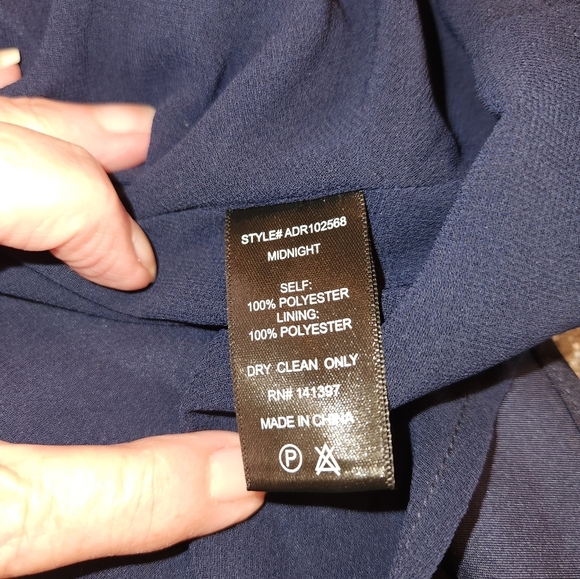 STYLE# ADR102568
MIDNIGHT
SELF:
100% POLYESTER
LINING:
100% POLYESTER
DRY CLEAN ONLY
RN# 141397
MADE IN CHINA
P